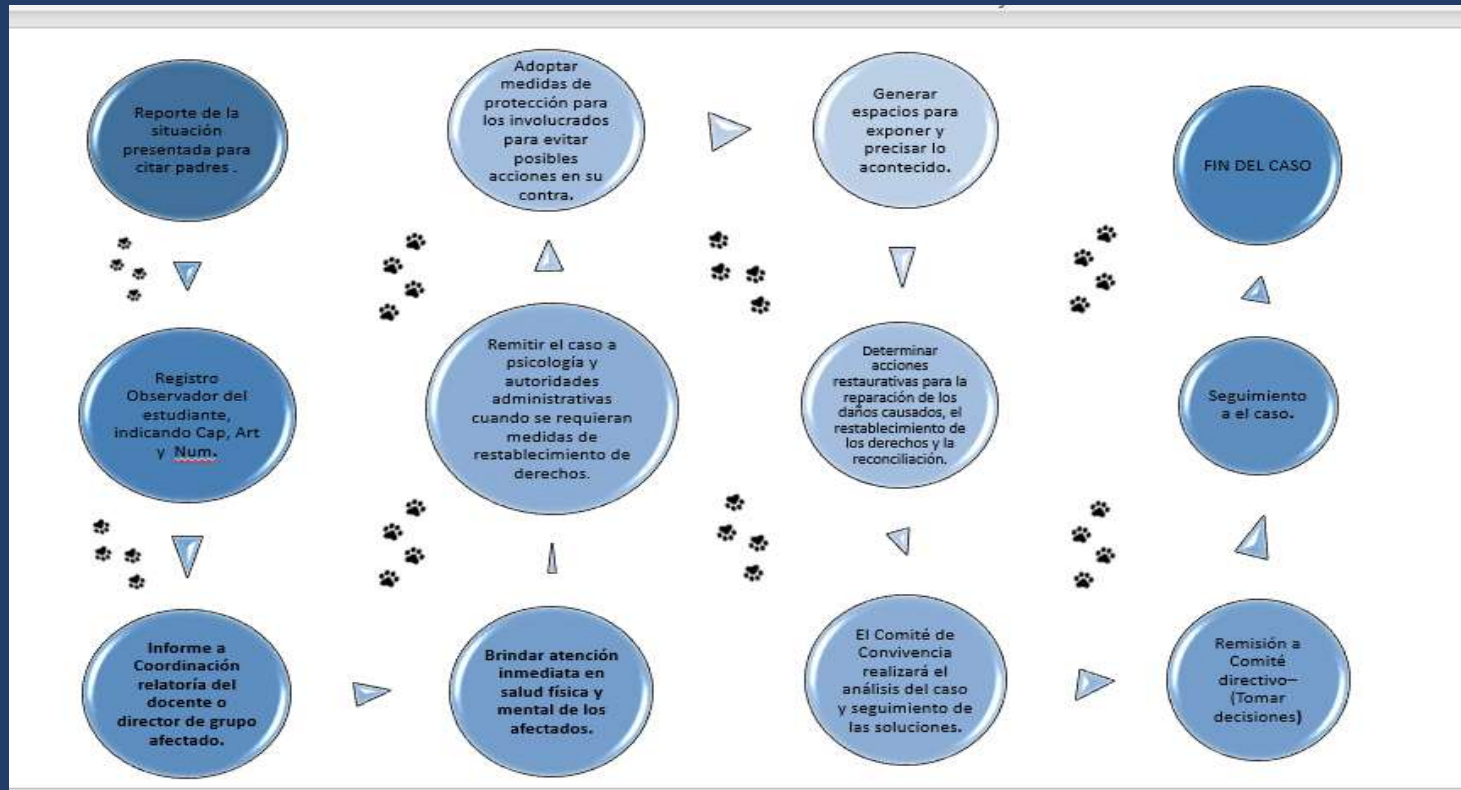 Reporte de la
situación
presentada para
citar padres .
Registro
Observador del
estudiante,
indicando Cap, Art
y Num.
Informe a
Coordinación
relatoría del
docente o
director de grupo
afectado.
Brindar atención
inmediata en
salud física y
mental de los
afectados.
Remitir el caso a
psicología y
autoridades
administrativas
cuando se requieran
medidas de
restablecimiento de
derechos.
Adoptar
medidas de
protección para
los involucrados
para evitar
posibles
acciones en su
contra.
Generar
espacios para
exponer y
precisar lo
acontecido.
Determinar
acciones
restaurativas para la
reparación de los
daños causados, el
restablecimiento de
los derechos y la
reconciliación.
El Comité de
Convivencia
realizará el
análisis del caso
y seguimiento de
las soluciones.
Remisión a
Comité
directivo–
(Tomar
decisiones)
Seguimiento
a el caso.
FIN DEL CASO